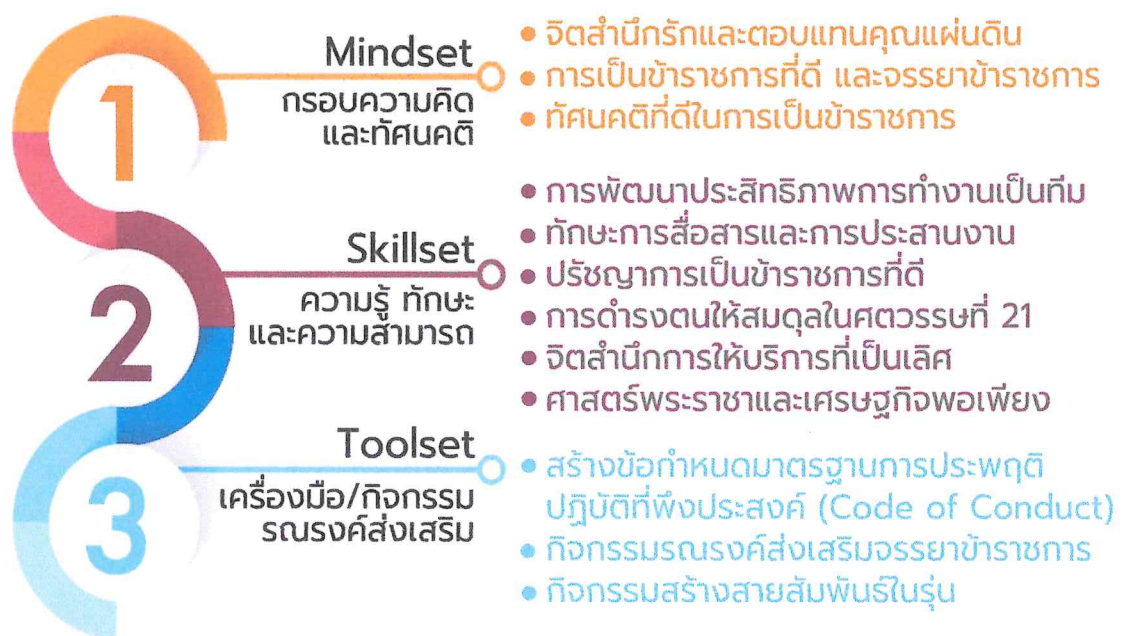 1
Mindset
กรอบความคิด
และทัศนคติ
• จิตสำนึกรักและตอบแทนคุณแผ่นดิน
• การเป็นข้าราชการที่ดี และจรรยาข้าราชการ
• ทัศนคติที่ดีในการเป็นข้าราชการ
2
Skillset
ความรู้ ทักษะ
และความสามารถ
• การพัฒนาประสิทธิภาพการทำงานเป็นทีม
• ทักษะการสื่อสารและการประสานงาน
• ปรัชญาการเป็นข้าราชการที่ดี
• การดำรงตนให้สมดุลในศตวรรษที่ 21
• จิตสำนึกการให้บริการที่เป็นเลิศ
• ศาสตร์พระราชาและเศรษฐกิจพอเพียง
3
Toolset
เครื่องมือ/กิจกรรม
รณรงค์ส่งเสริม
• สร้างข้อกำหนดมาตรฐานการประพฤติ
ปฏิบัติที่พึงประสงค์ (Code of Conduct)
• กิจกรรมรณรงค์ส่งเสริมจรรยาข้าราชการ
• กิจกรรมสร้างสายสัมพันธ์ในรุ่น